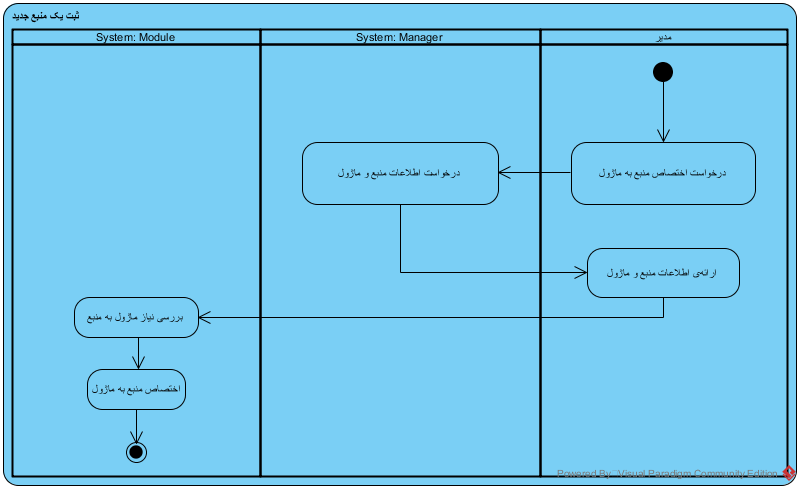 ثبت یک منبع جدید
System: Module
System: Manager
مدیر
درخواست اختصاص منبع به ماژول
درخواست اطلاعات منبع و ماژول
ارائه‌ی اطلاعات منبع و ماژول
بررسی نیاز ماژول به منبع
اختصاص منبع به ماژول
Powered By Visual Paradigm Community Edition